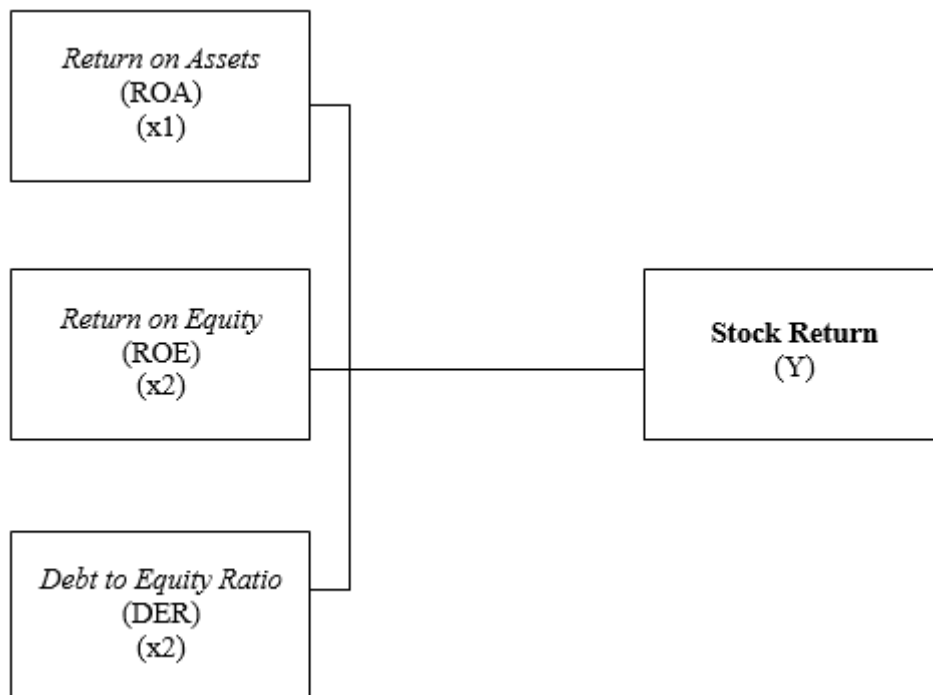 Return on Assets
(ROA)
(x1)
Return on Equity
(ROE)
(x2)
Stock Return
(Y)
Debt to Equity Ratio
(DER)
(x2)